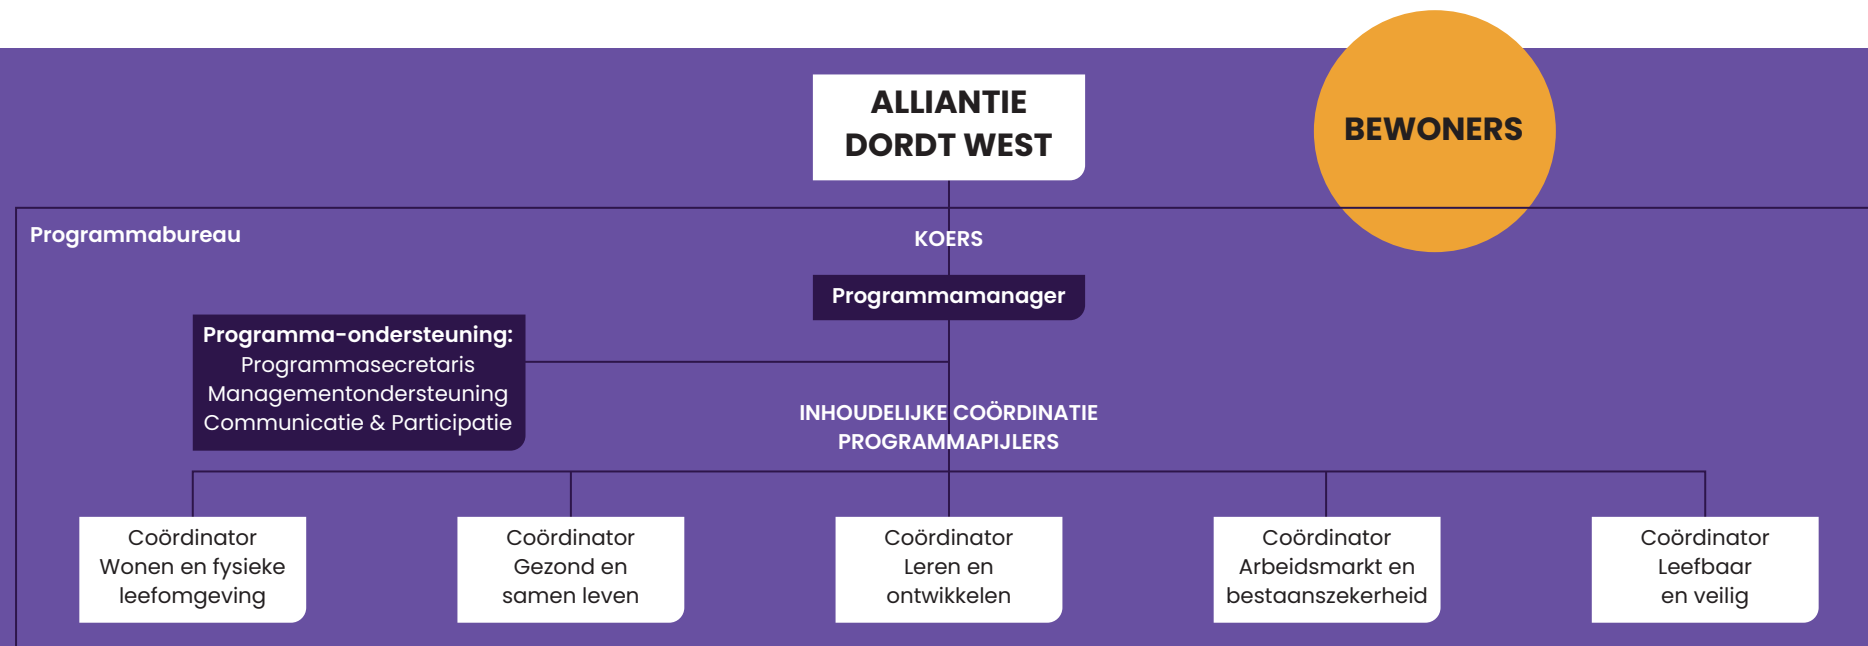 ALLIANTIE
DORDT WEST
BEWONERS
Programmabureau
KOERS
Programmamanager
Programma-ondersteuning:
Programmasecretaris
Managementondersteuning
Communicatie & Participatie
INHOUDELIJKE COÖRDINATIE
PROGRAMMAPIJLERS
Coördinator
Wonen en fysieke
leefomgeving
Coördinator
Gezond en
samen leven
Coördinator
Leren en
ontwikkelen
Coördinator
Arbeidsmarkt en
bestaanszekerheid
Coördinator
Leefbaar
en veilig